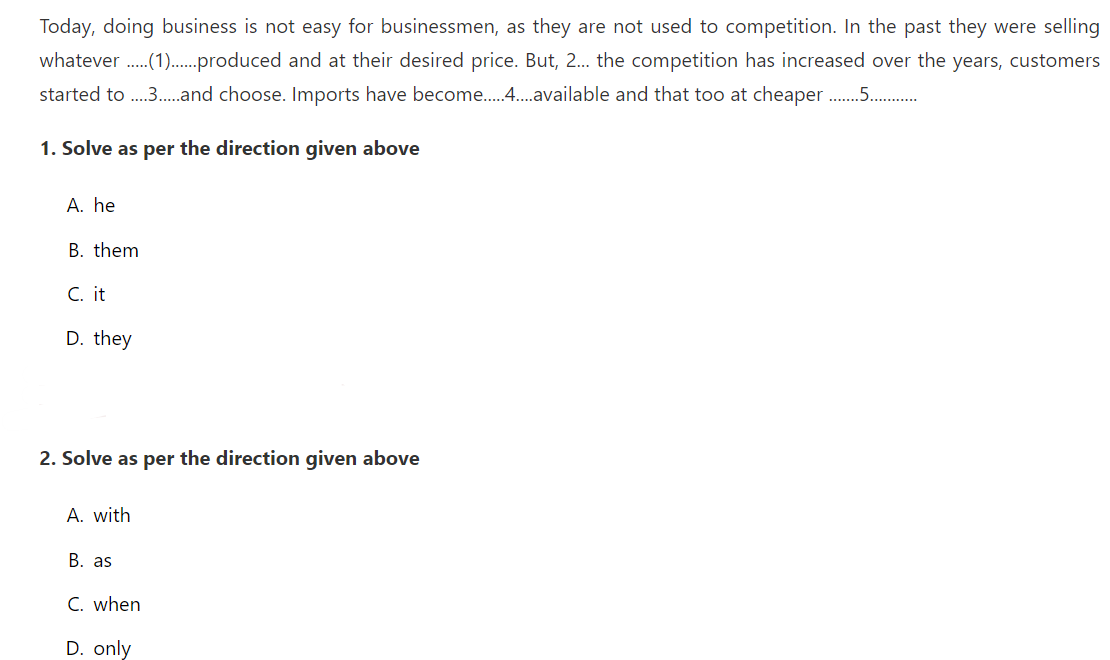 Today, doing business is not easy for businessmen, as they are not used to competition. In the past they were selling
whatever .....(1)......produced and at their desired price. But, 2... the competition has increased over the years, customers
started to ....3.....and choose. Imports have become.....4....available and that too at cheaper .......5...........
1. Solve as per the direction given above
A. he
B. them
C. it
D. they
2. Solve as per the direction given above
A. with
B. as
C. when
D. only